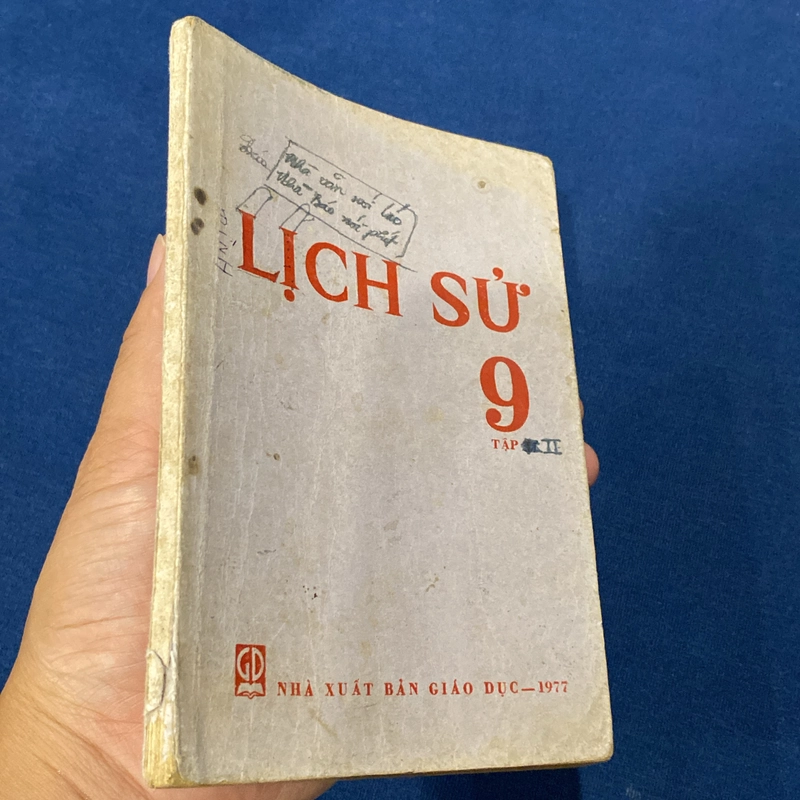 Nhà văn nói láo
Nhà báo nói phét
LỊCH SỬ
9
TẬP II
GD
NHÀ XUẤT BẢN GIÁO DỤC — 1977